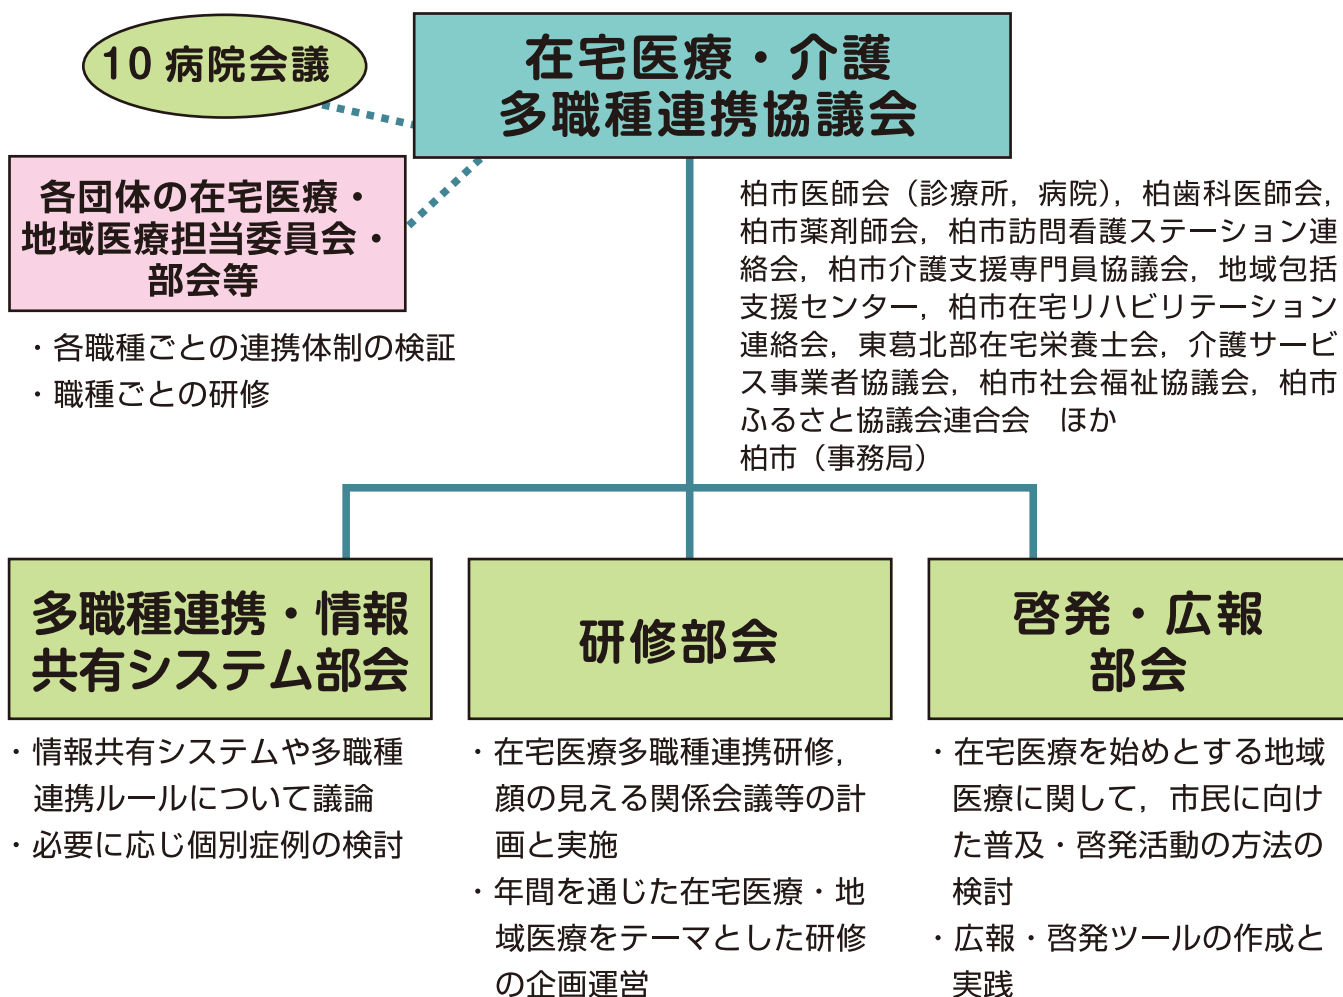 10 病院会議
在宅医療・介護
多職種連携協議会
各団体の在宅医療・
地域医療担当委員会・
部会等
・各職種ごとの連携体制の検証
・職種ごとの研修
柏市医師会（診療所，病院），柏歯科医師会，
柏市薬剤師会，柏市訪問看護ステーション連
絡会，柏市介護支援専門員協議会，地域包括
支援センター，柏市在宅リハビリテーション
連絡会，東葛北部在宅栄養士会，介護サービ
ス事業者協議会，柏市社会福祉協議会，柏市
ふるさと協議会連合会　ほか
柏市（事務局）
多職種連携・情報
共有システム部会
・情報共有システムや多職種
連携ルールについて議論
・必要に応じ個別症例の検討
研修部会
・在宅医療多職種連携研修，
顔の見える関係会議等の計
画と実施
・年間を通じた在宅医療・地
域医療をテーマとした研修
の企画運営
啓発・広報
部会
・在宅医療を始めとする地域
医療に関して，市民に向け
た普及・啓発活動の方法の
検討
・広報・啓発ツールの作成と
実践